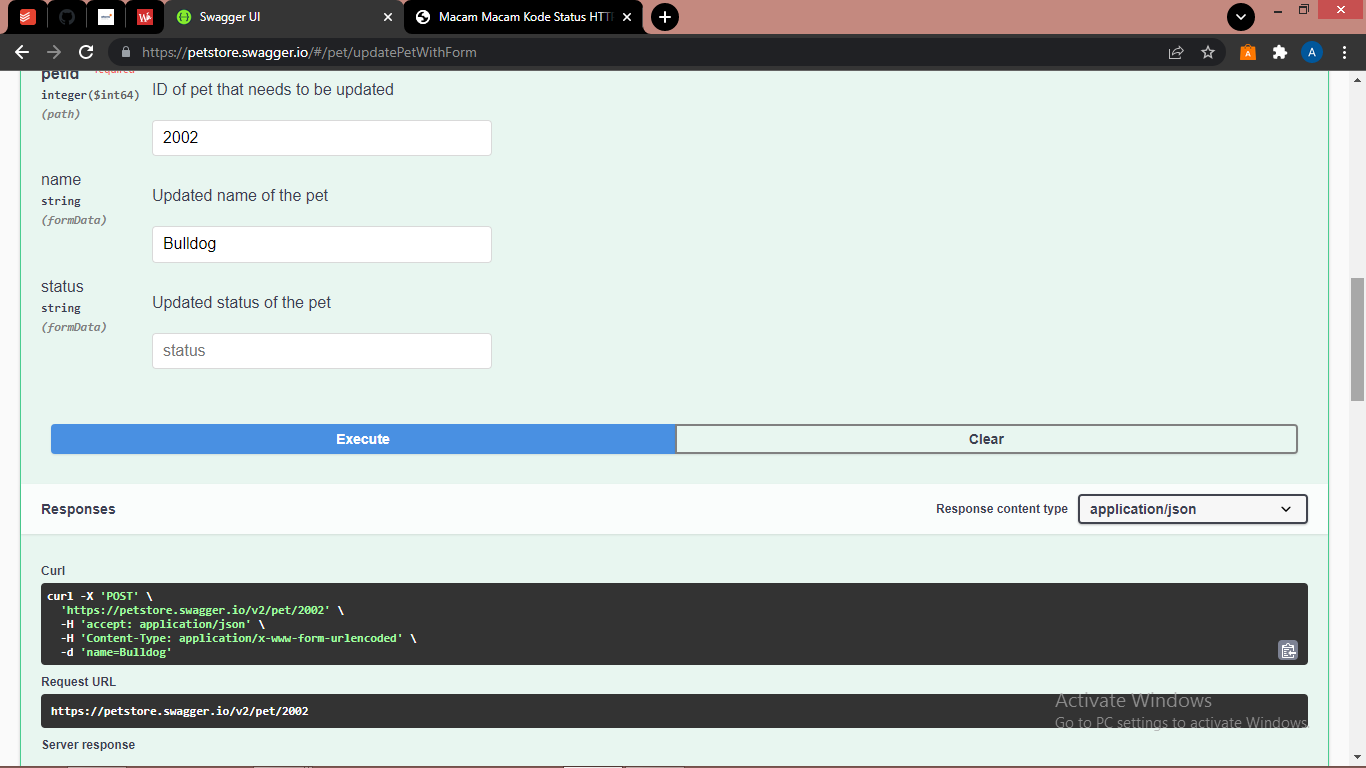 Swagger UI
Macam Macam Kode Status HTT
https://petstore.swagger.io/#/pet/updatePetWithForm
A
petId required
integer($int64)
(path)
ID of pet that needs to be updated
2002
name
string
(formData)
Updated name of the pet
Bulldog
status
string
(formData)
Updated status of the pet
status
Execute
Clear
Responses
Response content type
application/json
Curl
curl -X 'POST' \
'https://petstore.swagger.io/v2/pet/2002' \
-H 'accept: application/json' \
-H 'Content-Type: application/x-www-form-urlencoded' \
-d 'name=Bulldog'
Request URL
https://petstore.swagger.io/v2/pet/2002
Activate Windows
Go to PC settings to activate Windows.
Server response